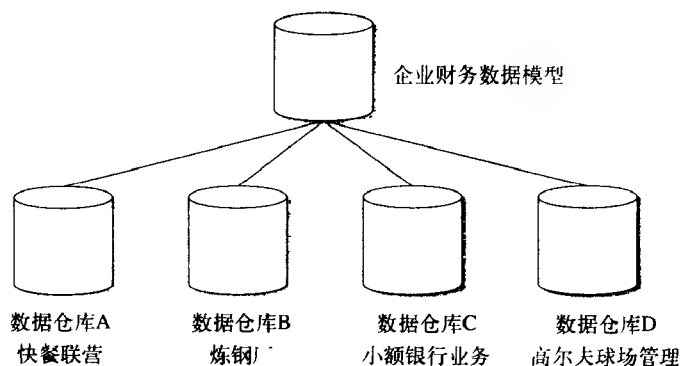 企业财务数据模型
数据仓库A
数据仓库B
数据仓库C
数据仓库D
快餐联营
炼钢厂
小额银行业务
高尔夫球场管理